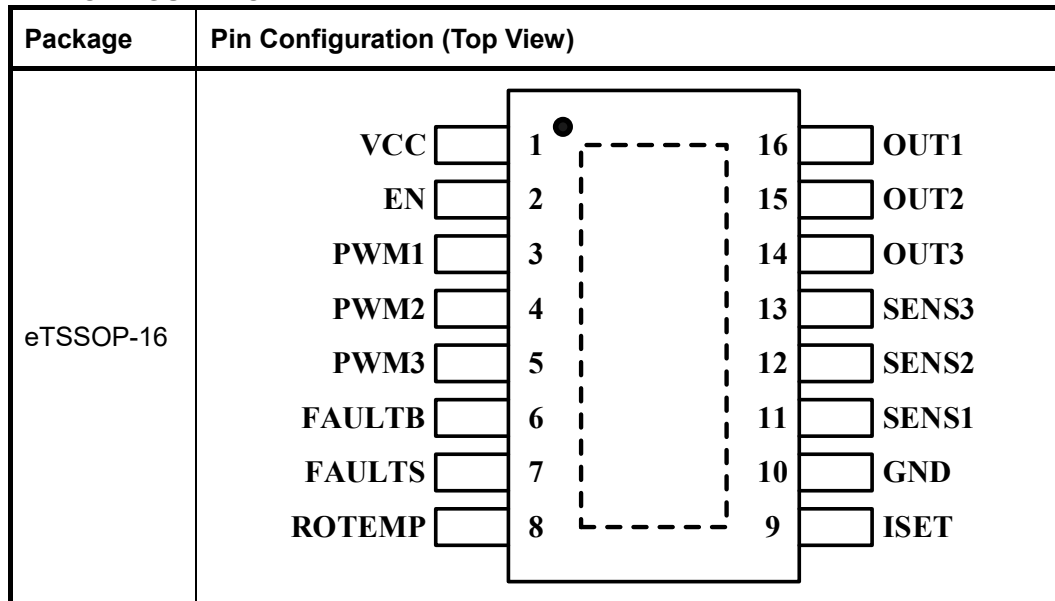 Package Pin Configuration (Top View)
eTSSOP-16
VCC 1 16 OUT1
EN 2 15 OUT2
PWM1 3 14 OUT3
PWM2 4 13 SENS3
PWM3 5 12 SENS2
FAULTB 6 11 SENS1
FAULTS 7 10 GND
ROTEMP 8 9 ISET